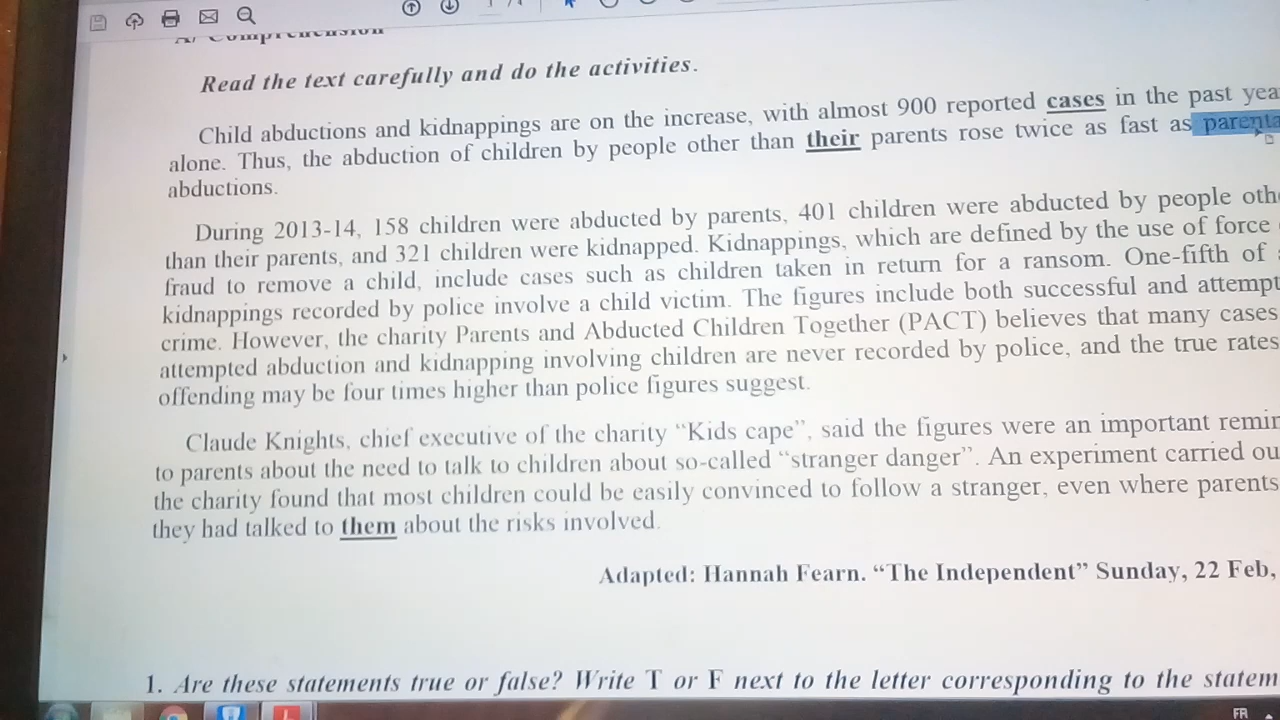 Comprehension
Read the text carefully and do the activities.
Child abductions and kidnappings are on the increase, with almost 900 reported cases in the past
alone. Thus, the abduction of children by people other than their parents rose twice as fast as
abductions.
During 2013-14, 158 children were abducted by parents, 401 children were abducted by people
than their parents, and 321 children were kidnapped. Kidnappings, which are defined by the use of force
fraud to remove a child, include cases such as children taken in return for a ransom. One-fifth of
kidnappings recorded by police involve a child victim. The figures include both successful and
crime. However, the charity Parents and Abducted Children Together (PACT) believes that many cases
attempted abduction and kidnapping involving children are never recorded by police, and the true rates
offending may be four times higher than police figures suggest.
Claude Knights, chief executive of the charity “Kids cape”, said the figures were an important
to parents about the need to talk to children about so-called “stranger danger”. An experiment carried
the charity found that most children could be easily convinced to follow a stranger, even where parents
they had talked to them about the risks involved.
Adapted: Hannah Fearn. “The Independent” Sunday, 22 Feb,
1. Are these statements true or false? Write T or F next to the letter corresponding to the
FR